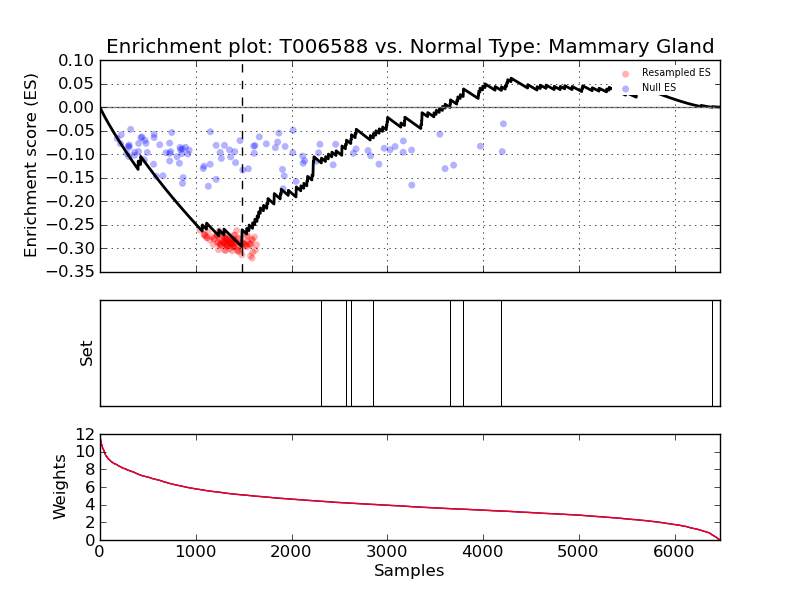 Enrichment plot: T006588 vs. Normal Type: Mammary Gland
Enrichment score (ES)
0.10
0.05
0.00
−0.05
−0.10
−0.15
−0.20
−0.25
−0.30
−0.35
Resampled ES
Null ES
Set
Weights
12
10
8
6
4
2
0
0 1000 2000 3000 4000 5000 6000
Samples